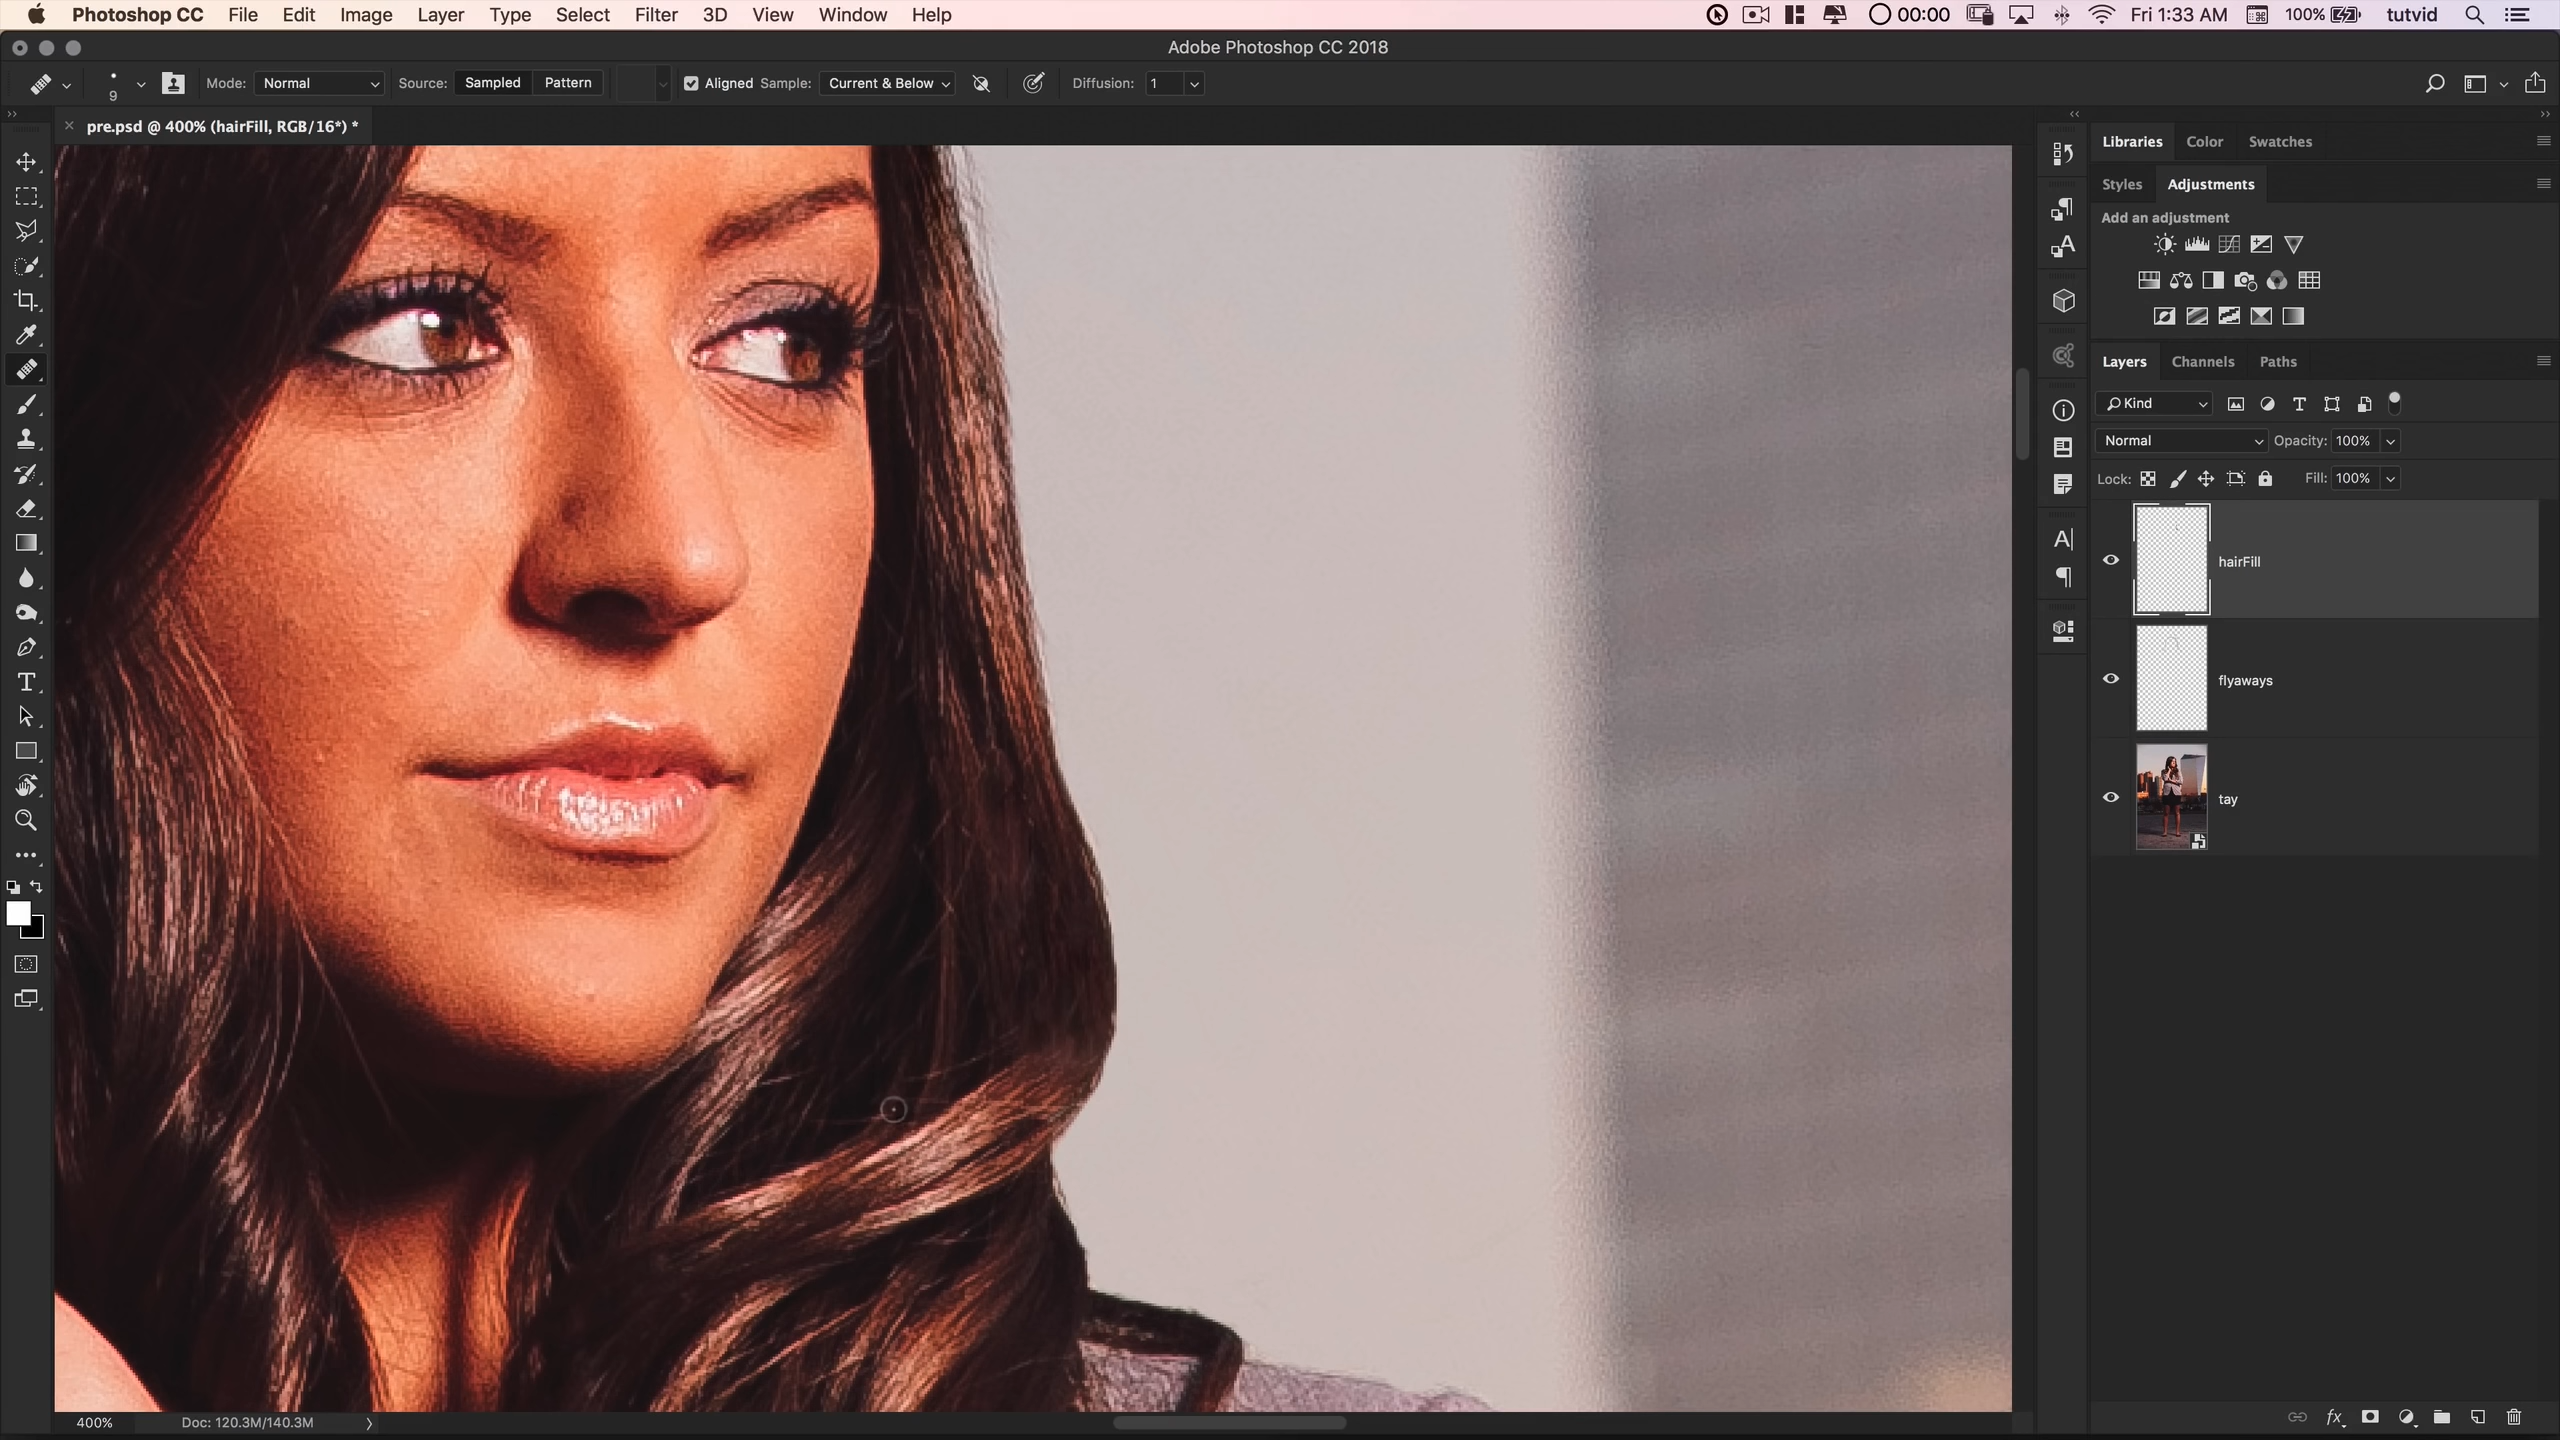 Photoshop CC File Edit Image Layer Type Select Filter 3D View Window Help 00:00 Fri 1:33 AM 100% tutvid
Adobe Photoshop CC 2018
9 Mode: Normal Source: Sampled Pattern Aligned Sample: Current & Below Diffusion: 1
pre.psd @ 400% (hairFill, RGB/16*) *
Libraries Color Swatches
Styles Adjustments
Add an adjustment
Layers Channels Paths
Kind
Normal Opacity: 100%
Lock: Fill: 100%
hairFill
flyaways
tay
400% Doc: 120.3M/140.3M